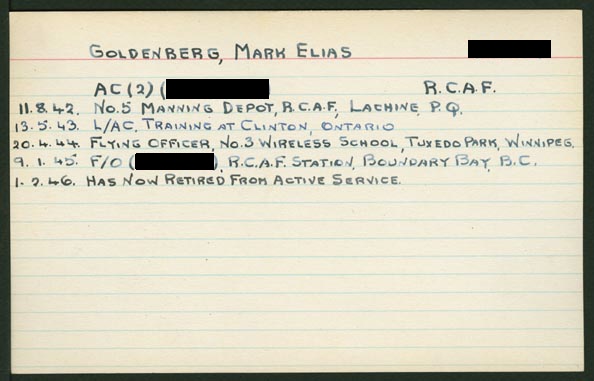 GOLDENBERG, MARK ELIAS
AC (2) ( R.C.A.F.
11.8.42. NO.5 MANNING DEPOT, R.C.A.F, LACHINE, P.Q.
13.5.43. L/AC, TRAINING AT CLINTON, ONTARIO
20.4.44. FLYING OFFICER, NO.3 WIRELESS SCHOOL, TUXEDO PARK, WINNIPEG.
9.1.45. F/O ( ), R.C.A.F. STATION, BOUNDARY BAY, B.C.
1.2.46. HAS NOW RETIRED FROM ACTIVE SERVICE.